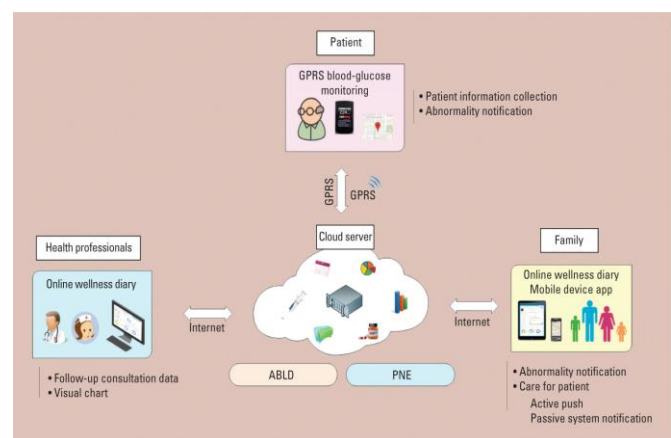 Patient
GPRS blood-glucose
monitoring
• Patient information collection
• Abnormality notification
GPRS
GPRS
Cloud server
Health professionals
Online wellness diary
Internet
• Follow-up consultation data
• Visual chart
ABLD
PNE
Family
Online wellness diary
Mobile device app
Internet
• Abnormality notification
• Care for patient
Active push
Passive system notification